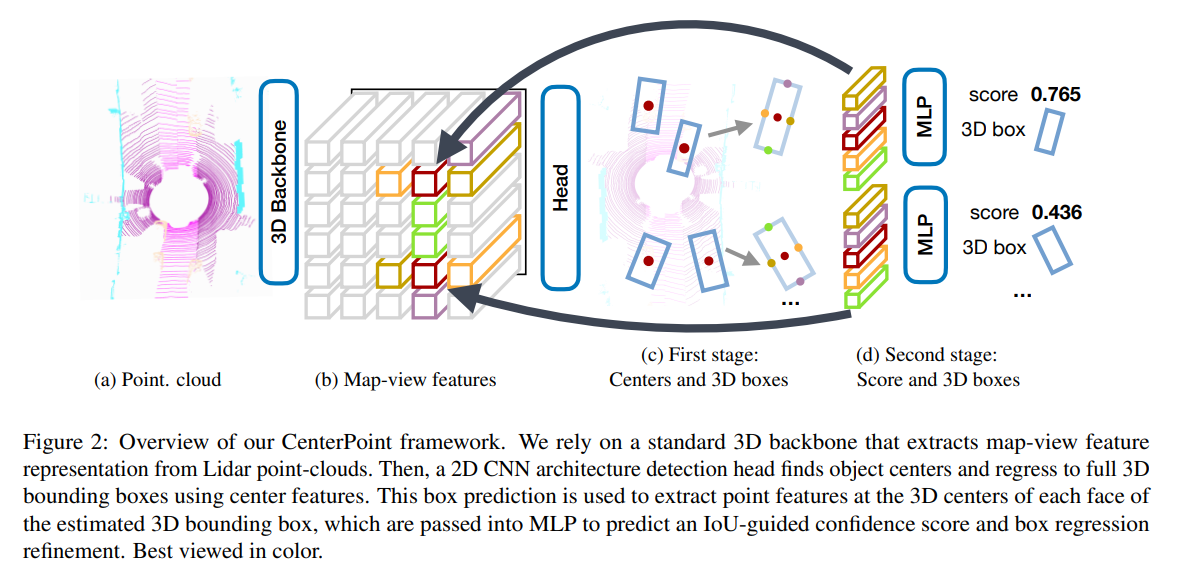 3D Backbone
Head
MLP
score 0.765
3D box
MLP
score 0.436
3D box
...
...
(a) Point. cloud
(b) Map-view features
(c) First stage:
Centers and 3D boxes
(d) Second stage:
Score and 3D boxes
Figure 2: Overview of our CenterPoint framework. We rely on a standard 3D backbone that extracts map-view feature
representation from Lidar point-clouds. Then, a 2D CNN architecture detection head finds object centers and regress to full 3D
bounding boxes using center features. This box prediction is used to extract point features at the 3D centers of each face of
the estimated 3D bounding box, which are passed into MLP to predict an IoU-guided confidence score and box regression
refinement. Best viewed in color.